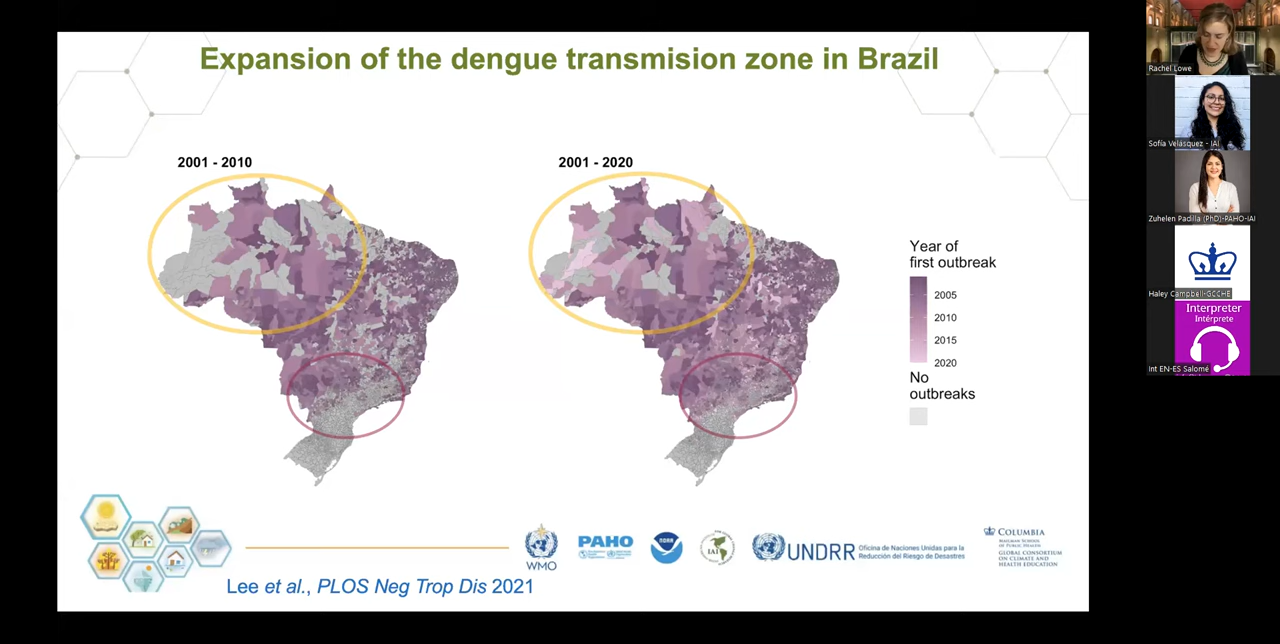 Expansion of the dengue transmision zone in Brazil
2001 - 2010
2001 - 2020
Year of
first outbreak
2005
2010
2015
2020
No
outbreaks
WMO
PAHO
NOAA
IAI
UNDRR
Oficina de Naciones Unidas para la
Reducción del Riesgo de Desastres
COLUMBIA
MAILMAN SCHOOL
OF PUBLIC HEALTH
GLOBAL CONSORTIUM
ON CLIMATE AND
HEALTH EDUCATION
Lee et al., PLOS Neg Trop Dis 2021
Rachel Lowe
Sofía Velásquez - IAI
Zuhelen Padilla (PhD)-PAHO-IAI
Haley Campbell-GCCHE
Interpreter
Intérprete
Int EN-ES Salomé